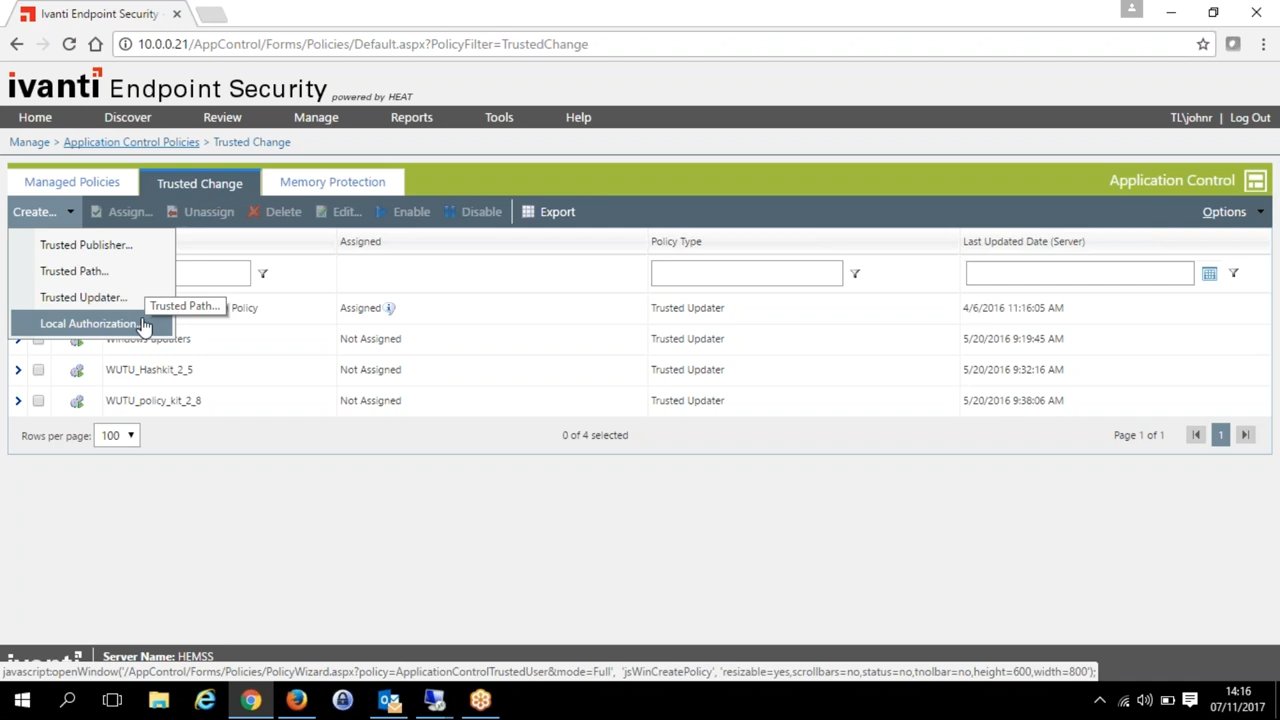 Ivanti Endpoint Security
10.0.0.21/AppControl/Forms/Policies/Default.aspx?PolicyFilter=TrustedChange
ivanti Endpoint Security powered by HEAT
Home Discover Review Manage Reports Tools Help TL\johnr | Log Out
Manage > Application Control Policies > Trusted Change
Managed Policies Trusted Change Memory Protection Application Control
Create... Assign... Unassign Delete Edit... Enable Disable Export Options
Trusted Publisher...
Trusted Path...
Trusted Updater...
Local Authorization...
Trusted Path...
Assigned Policy Type Last Updated Date (Server)
Policy Assigned Trusted Updater 4/6/2016 11:16:05 AM
Windows updaters Not Assigned Trusted Updater 5/20/2016 9:19:45 AM
WUTU_Hashkit_2_5 Not Assigned Trusted Updater 5/20/2016 9:32:16 AM
WUTU_policy_kit_2_8 Not Assigned Trusted Updater 5/20/2016 9:38:06 AM
Rows per page: 100 0 of 4 selected Page 1 of 1 1
ivanti Server Name: HEMSS
javascript:openWindow('/AppControl/Forms/Policies/PolicyWizard.aspx?policy=ApplicationControlTrustedUser&mode=Full', 'jsWinCreatePolicy', 'resizable=yes,scrollbars=no,status=no,tnolbar=no,height=600,width=800');
14:16
07/11/2017